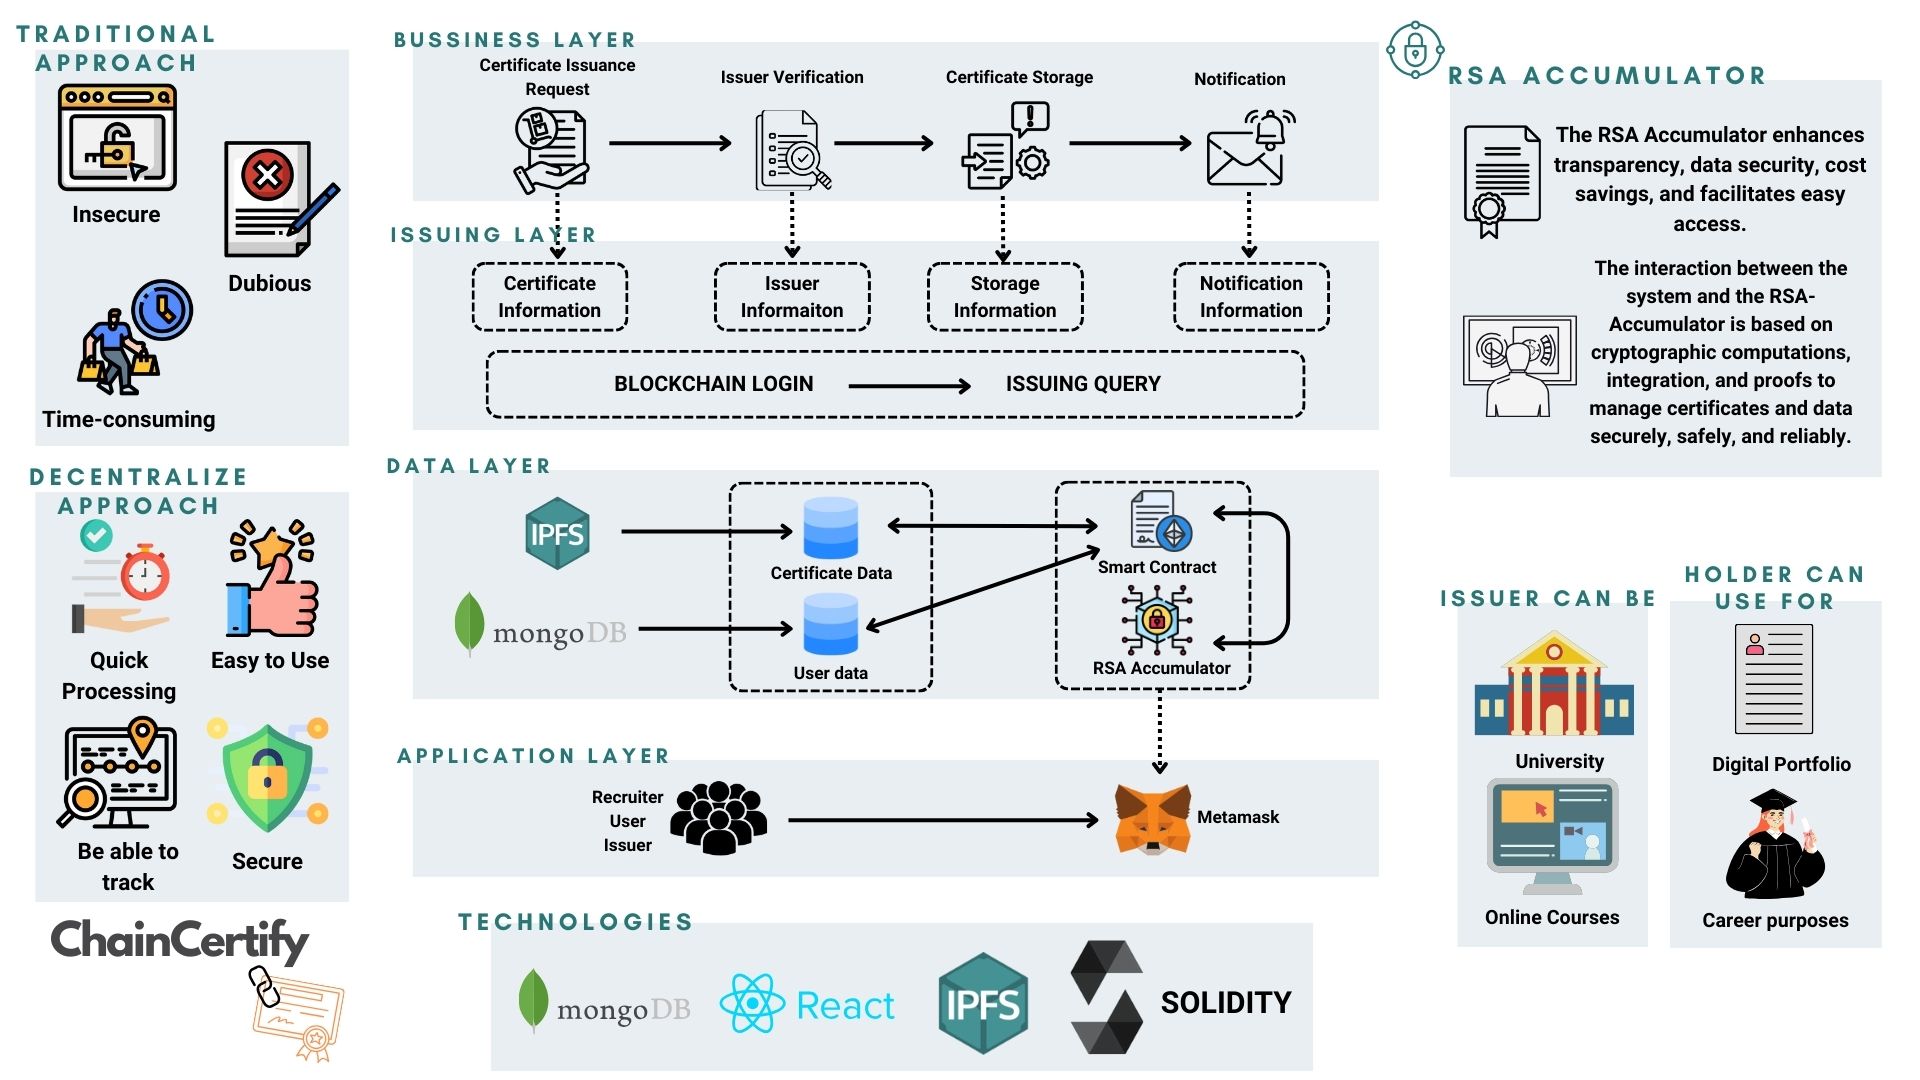 TRADITIONAL
APPROACH
Insecure
Dubious
Time-consuming
DECENTRALIZE
APPROACH
Quick
Processing
Easy to Use
Be able to
track
Secure
ChainCertify
BUSSINESS LAYER
Certificate Issuance
Request
Issuer Verification
Certificate Storage
Notification
ISSUING LAYER
Certificate
Information
Issuer
Informaiton
Storage
Information
Notification
Information
BLOCKCHAIN LOGIN
ISSUING QUERY
DATA LAYER
IPFS
Certificate Data
mongoDB
User data
Smart Contract
RSA Accumulator
APPLICATION LAYER
Recruiter
User
Issuer
Metamask
TECHNOLOGIES
mongoDB
React
IPFS
SOLIDITY
RSA ACCUMULATOR
The RSA Accumulator enhances
transparency, data security, cost
savings, and facilitates easy
access.
The interaction between the
system and the RSA-
Accumulator is based on
cryptographic computations,
integration, and proofs to
manage certificates and data
securely, safely, and reliably.
ISSUER CAN BE
University
Online Courses
HOLDER CAN
USE FOR
Digital Portfolio
Career purposes